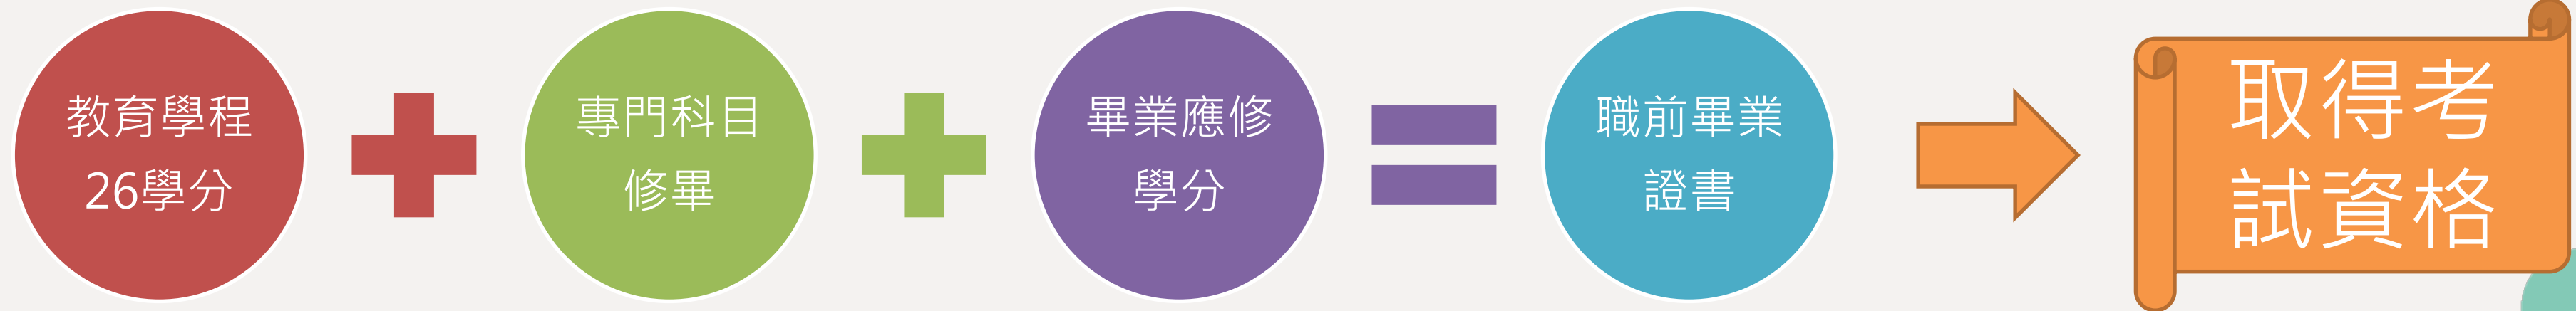 教育學程
26學分
專門科目
修畢
畢業應修
學分
職前畢業
證書
取得考
試資格